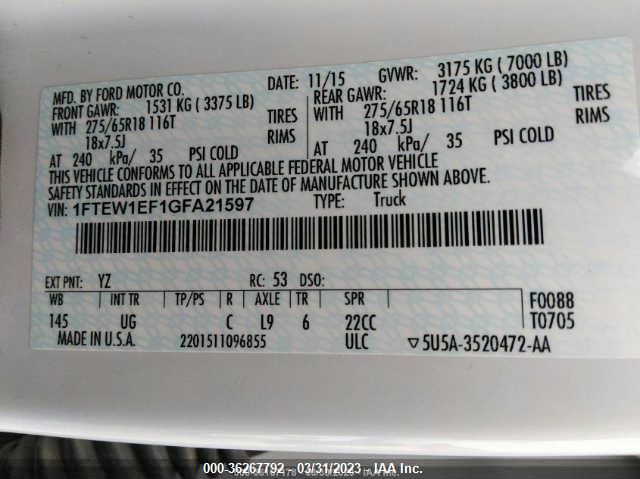 MFD. BY FORD MOTOR CO. DATE: 11/15 GVWR: 3175 KG ( 7000 LB)
FRONT GAWR: 1531 KG ( 3375 LB) REAR GAWR: 1724 KG ( 3800 LB)
WITH 275/65R18 116T TIRES WITH 275/65R18 116T TIRES
18x7.5J RIMS 18x7.5J RIMS
AT 240 kPa/ 35 PSI COLD AT 240 kPa/ 35 PSI COLD
THIS VEHICLE CONFORMS TO ALL APPLICABLE FEDERAL MOTOR VEHICLE
SAFETY STANDARDS IN EFFECT ON THE DATE OF MANUFACTURE SHOWN ABOVE.
VIN: 1FTEW1EF1GFA21597 TYPE: Truck
EXT PNT: YZ RC: 53 DSO:
WB INT TR TP/PS R AXLE TR SPR F0088
145 UG C L9 6 22CC T0705
MADE IN U.S.A. 2201511096855 ULC ▽5U5A-3520472-AA
000-36267792 – 03/31/2023 - IAA Inc.